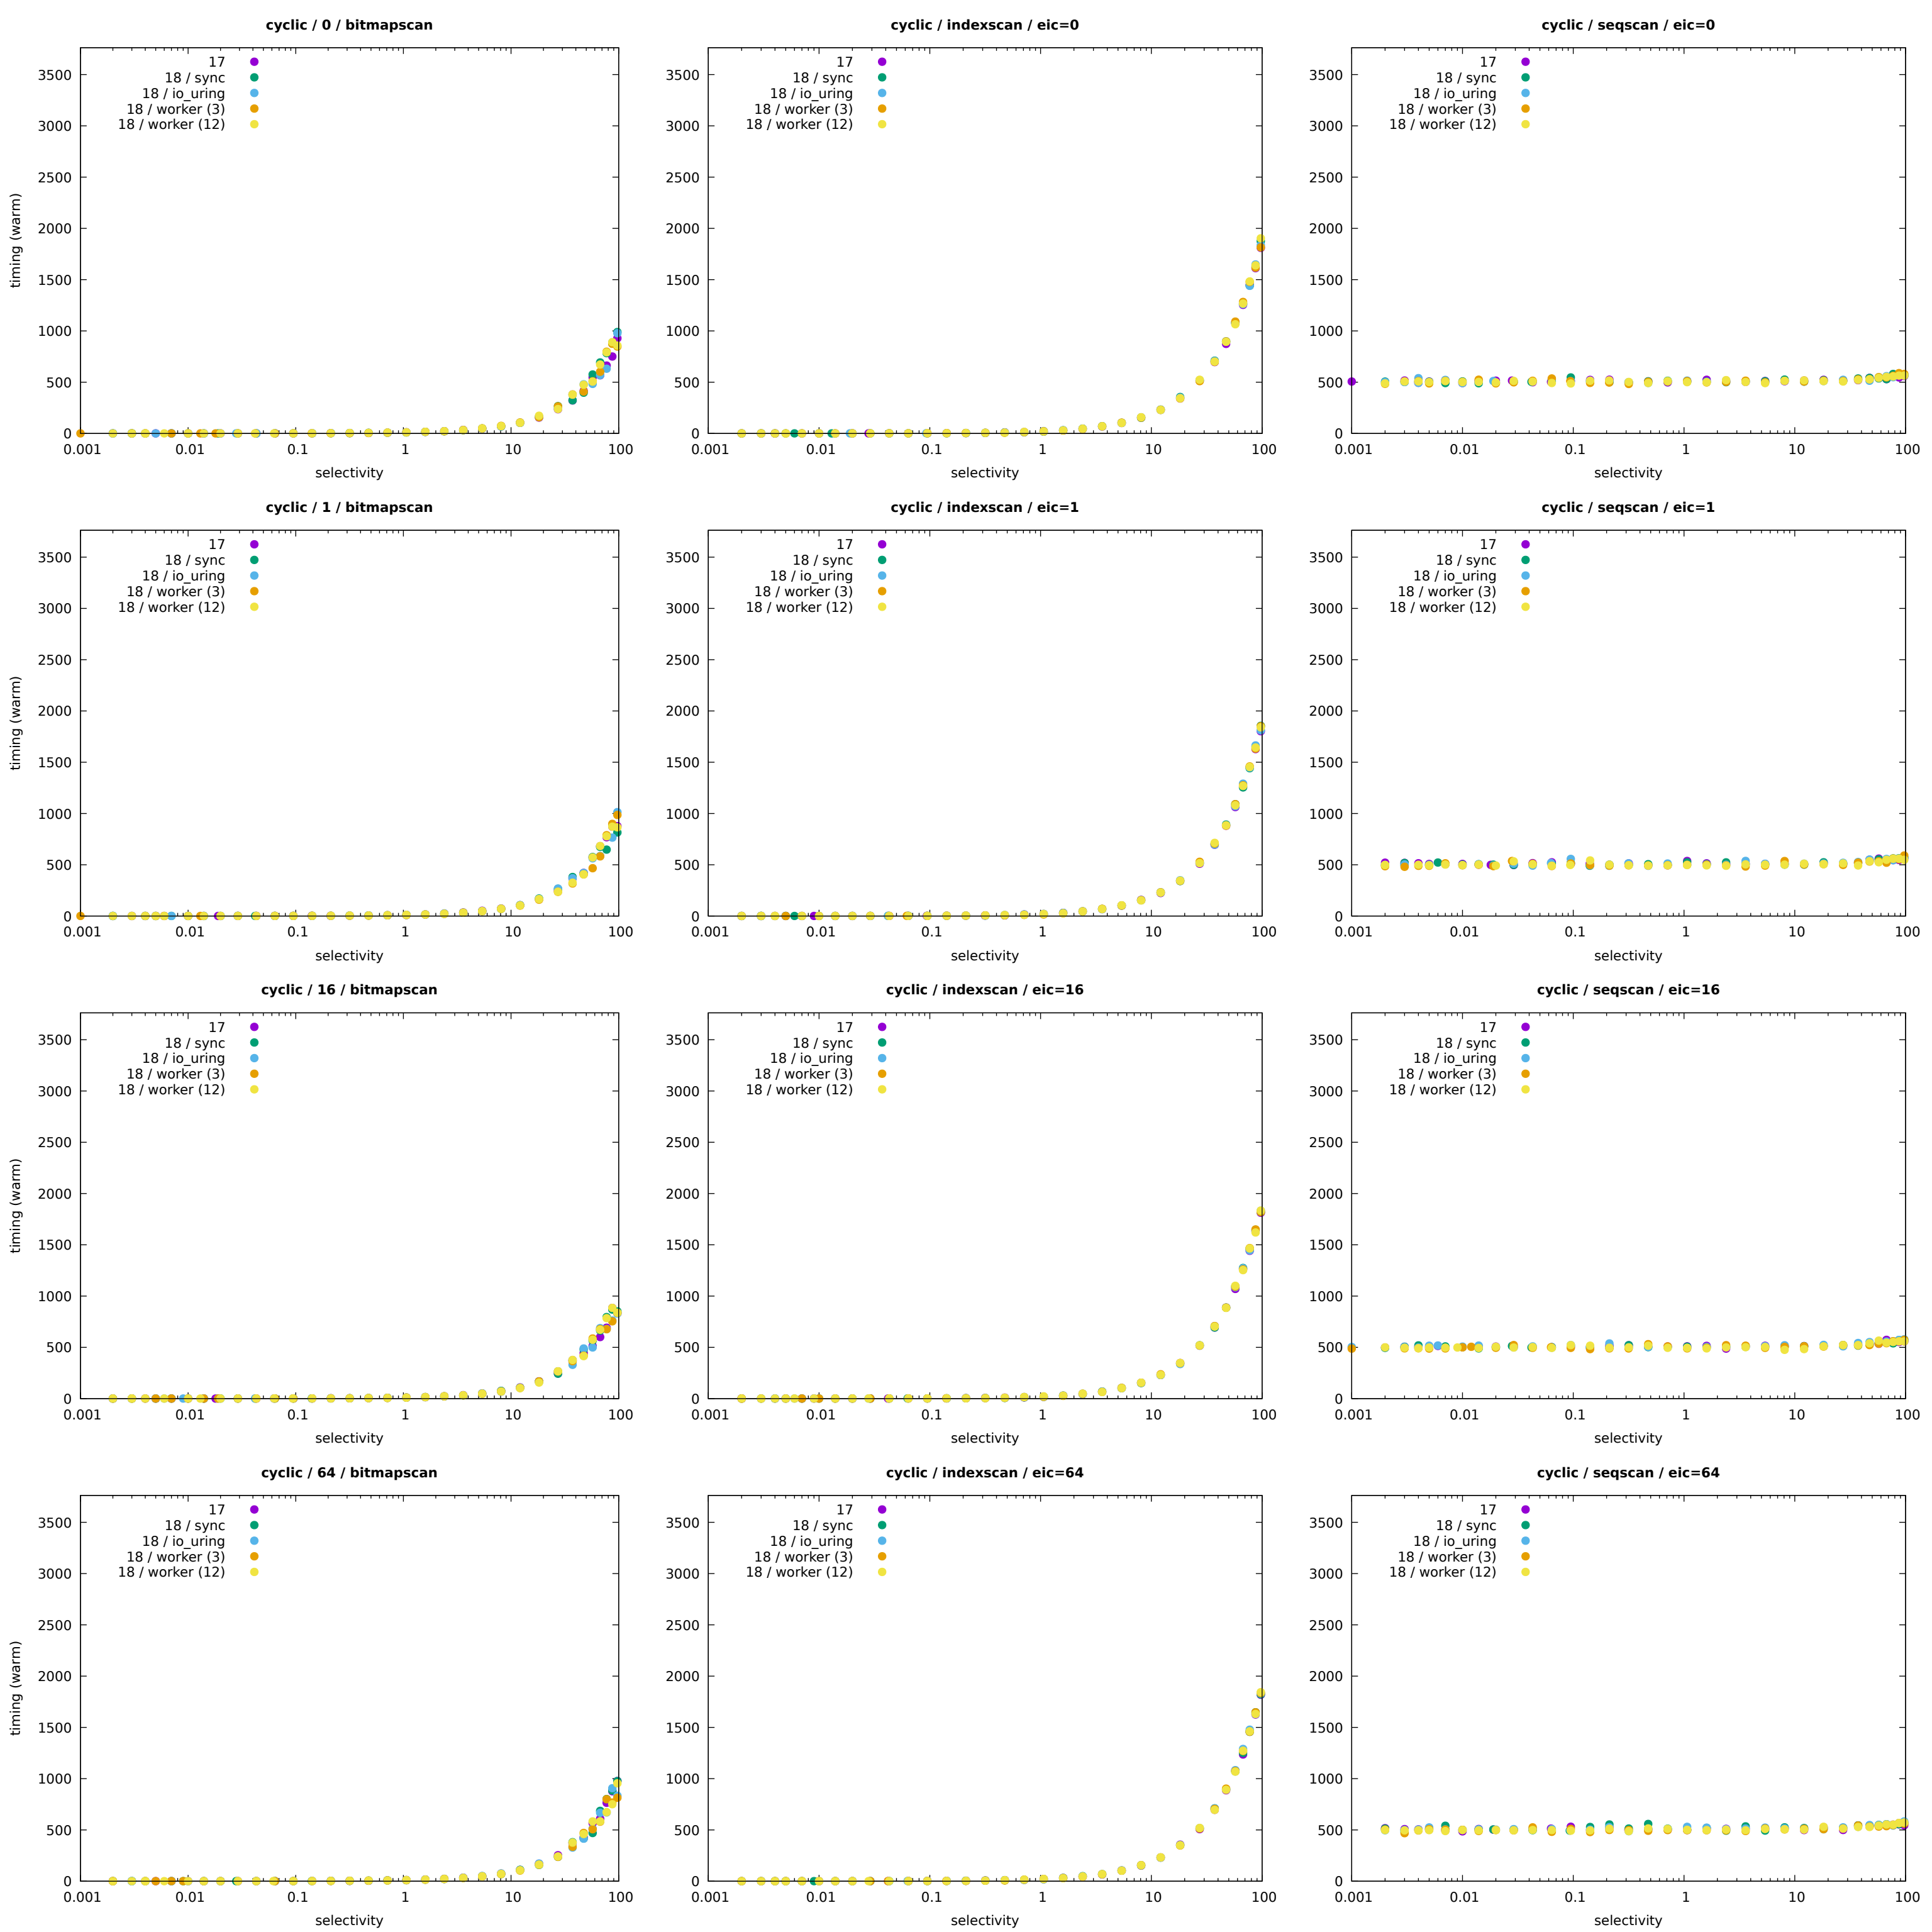 cyclic / 0 / bitmapscan
17
18 / sync
18 / io_uring
18 / worker (3)
18 / worker (12)
timing (warm)
3500
3000
2500
2000
1500
1000
500
0
0.001 0.01 0.1 1 10 100
selectivity
cyclic / indexscan / eic=0
17
18 / sync
18 / io_uring
18 / worker (3)
18 / worker (12)
3500
3000
2500
2000
1500
1000
500
0
0.001 0.01 0.1 1 10 100
selectivity
cyclic / seqscan / eic=0
17
18 / sync
18 / io_uring
18 / worker (3)
18 / worker (12)
3500
3000
2500
2000
1500
1000
500
0
0.001 0.01 0.1 1 10 100
selectivity
cyclic / 1 / bitmapscan
17
18 / sync
18 / io_uring
18 / worker (3)
18 / worker (12)
timing (warm)
3500
3000
2500
2000
1500
1000
500
0
0.001 0.01 0.1 1 10 100
selectivity
cyclic / indexscan / eic=1
17
18 / sync
18 / io_uring
18 / worker (3)
18 / worker (12)
3500
3000
2500
2000
1500
1000
500
0
0.001 0.01 0.1 1 10 100
selectivity
cyclic / seqscan / eic=1
17
18 / sync
18 / io_uring
18 / worker (3)
18 / worker (12)
3500
3000
2500
2000
1500
1000
500
0
0.001 0.01 0.1 1 10 100
selectivity
cyclic / 16 / bitmapscan
17
18 / sync
18 / io_uring
18 / worker (3)
18 / worker (12)
timing (warm)
3500
3000
2500
2000
1500
1000
500
0
0.001 0.01 0.1 1 10 100
selectivity
cyclic / indexscan / eic=16
17
18 / sync
18 / io_uring
18 / worker (3)
18 / worker (12)
3500
3000
2500
2000
1500
1000
500
0
0.001 0.01 0.1 1 10 100
selectivity
cyclic / seqscan / eic=16
17
18 / sync
18 / io_uring
18 / worker (3)
18 / worker (12)
3500
3000
2500
2000
1500
1000
500
0
0.001 0.01 0.1 1 10 100
selectivity
cyclic / 64 / bitmapscan
17
18 / sync
18 / io_uring
18 / worker (3)
18 / worker (12)
timing (warm)
3500
3000
2500
2000
1500
1000
500
0
0.001 0.01 0.1 1 10 100
selectivity
cyclic / indexscan / eic=64
17
18 / sync
18 / io_uring
18 / worker (3)
18 / worker (12)
3500
3000
2500
2000
1500
1000
500
0
0.001 0.01 0.1 1 10 100
selectivity
cyclic / seqscan / eic=64
17
18 / sync
18 / io_uring
18 / worker (3)
18 / worker (12)
3500
3000
2500
2000
1500
1000
500
0
0.001 0.01 0.1 1 10 100
selectivity